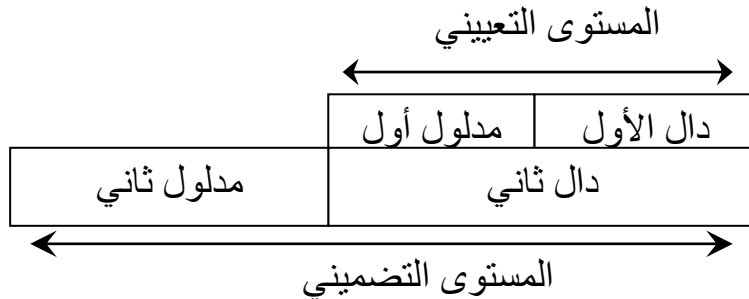 المستوى التعييني
دال الأول مدلول أول
دال ثاني مدلول ثاني
المستوى التضميني